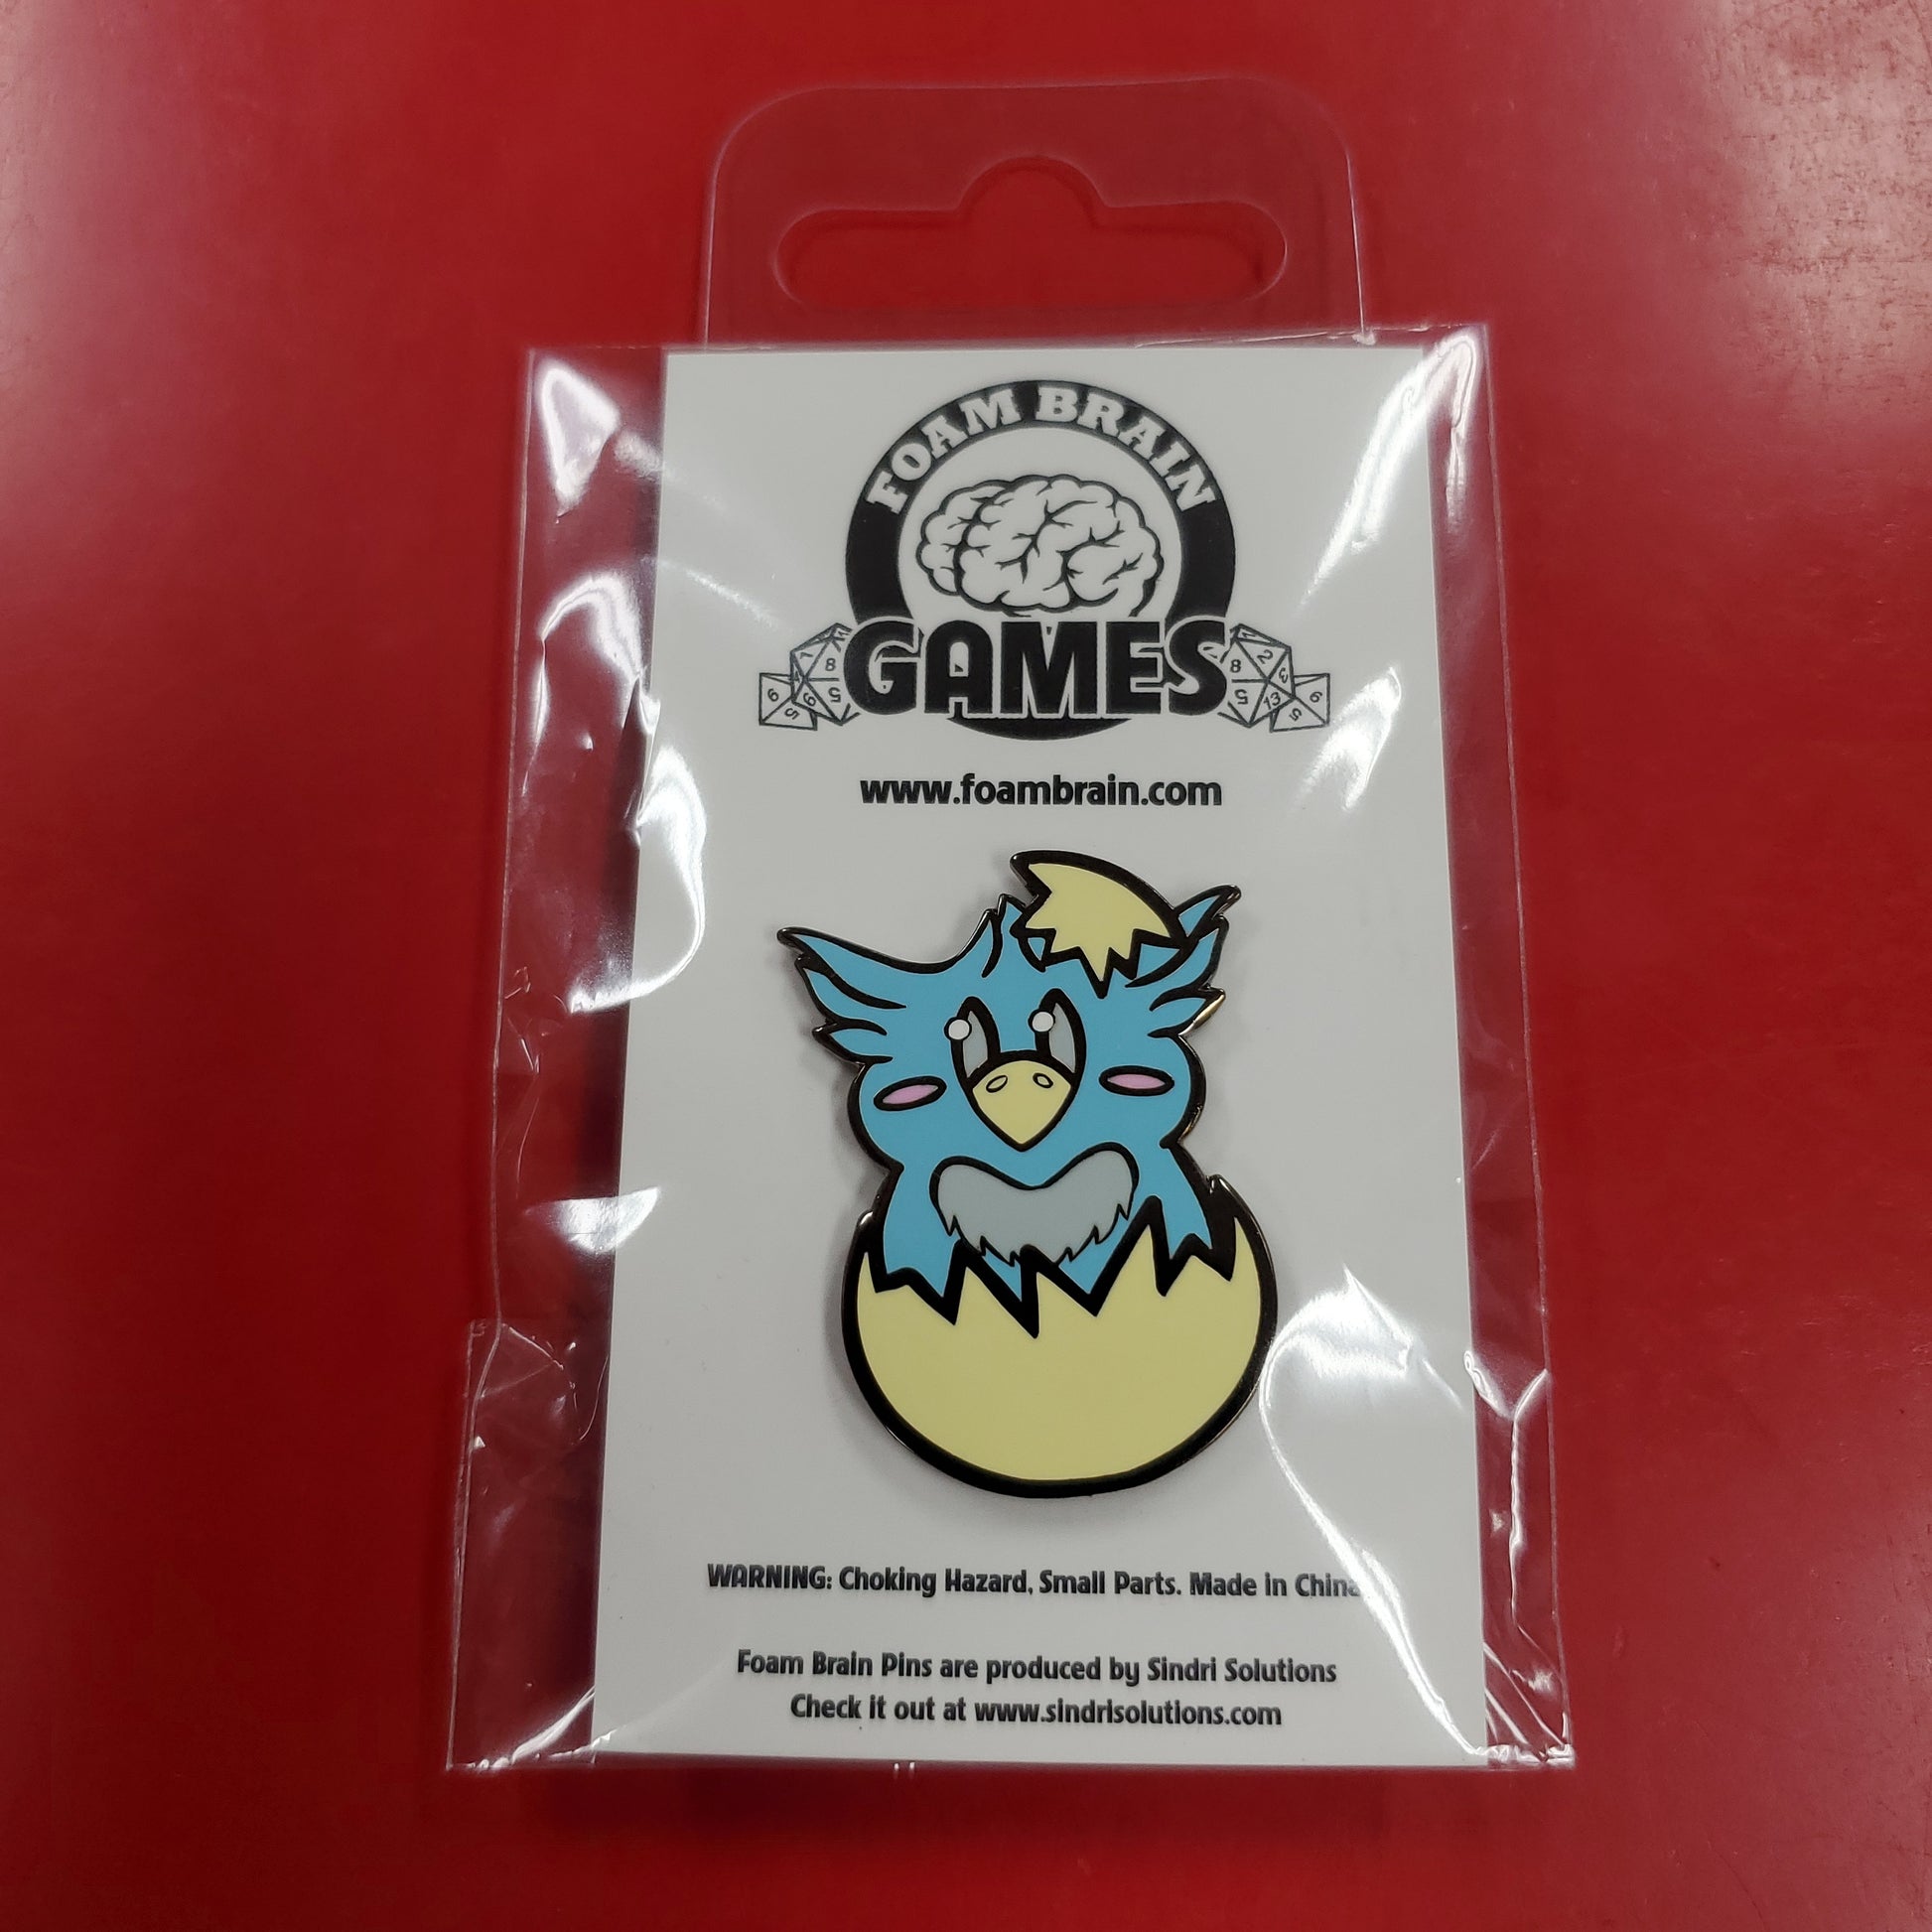 FOAM BRAIN
GAMES
www.foambrain.com
WARNING: Choking Hazard, Small Parts. Made in China
Foam Brain Pins are produced by Sindri Solutions
Check it out at www.sindrisolutions.com